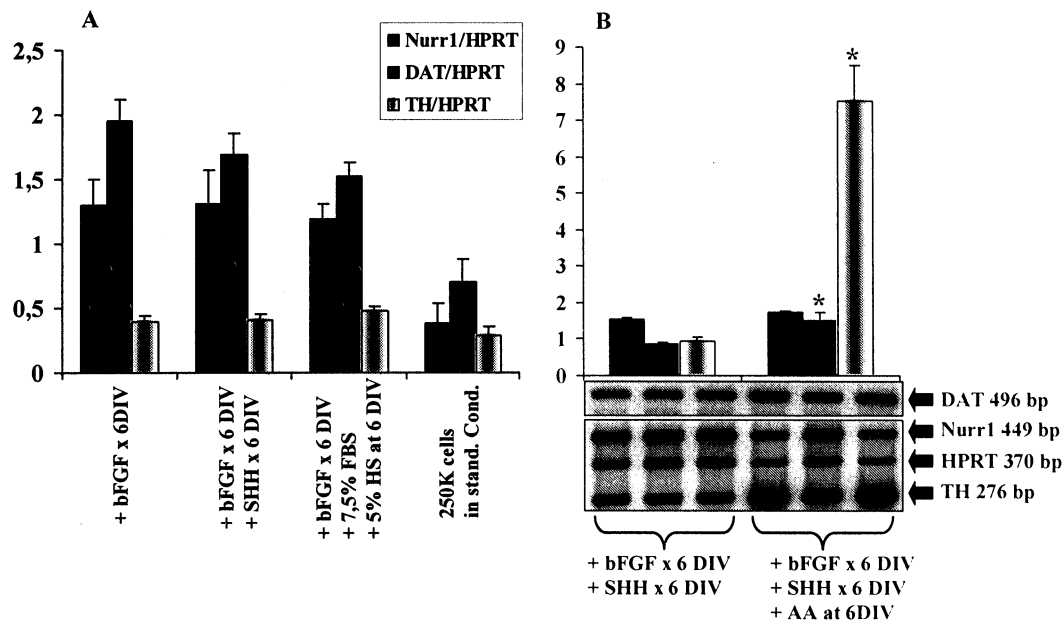 A
2,5
2
1,5
1
0,5
0
Nurr1/HPRT
DAT/HPRT
TH/HPRT
+ bFGF x 6DIV
+ bFGF x 6 DIV
+ SHH x 6 DIV
+ bFGF x 6 DIV
+ 7,5% FBS
+ 5% HS at 6 DIV
250K cells
in stand. Cond.
B
9
8
7
6
5
4
3
2
1
0
*
*
DAT 496 bp
Nurr1 449 bp
HPRT 370 bp
TH 276 bp
+ bFGF x 6 DIV
+ SHH x 6 DIV
+ bFGF x 6 DIV
+ SHH x 6 DIV
+ AA at 6DIV